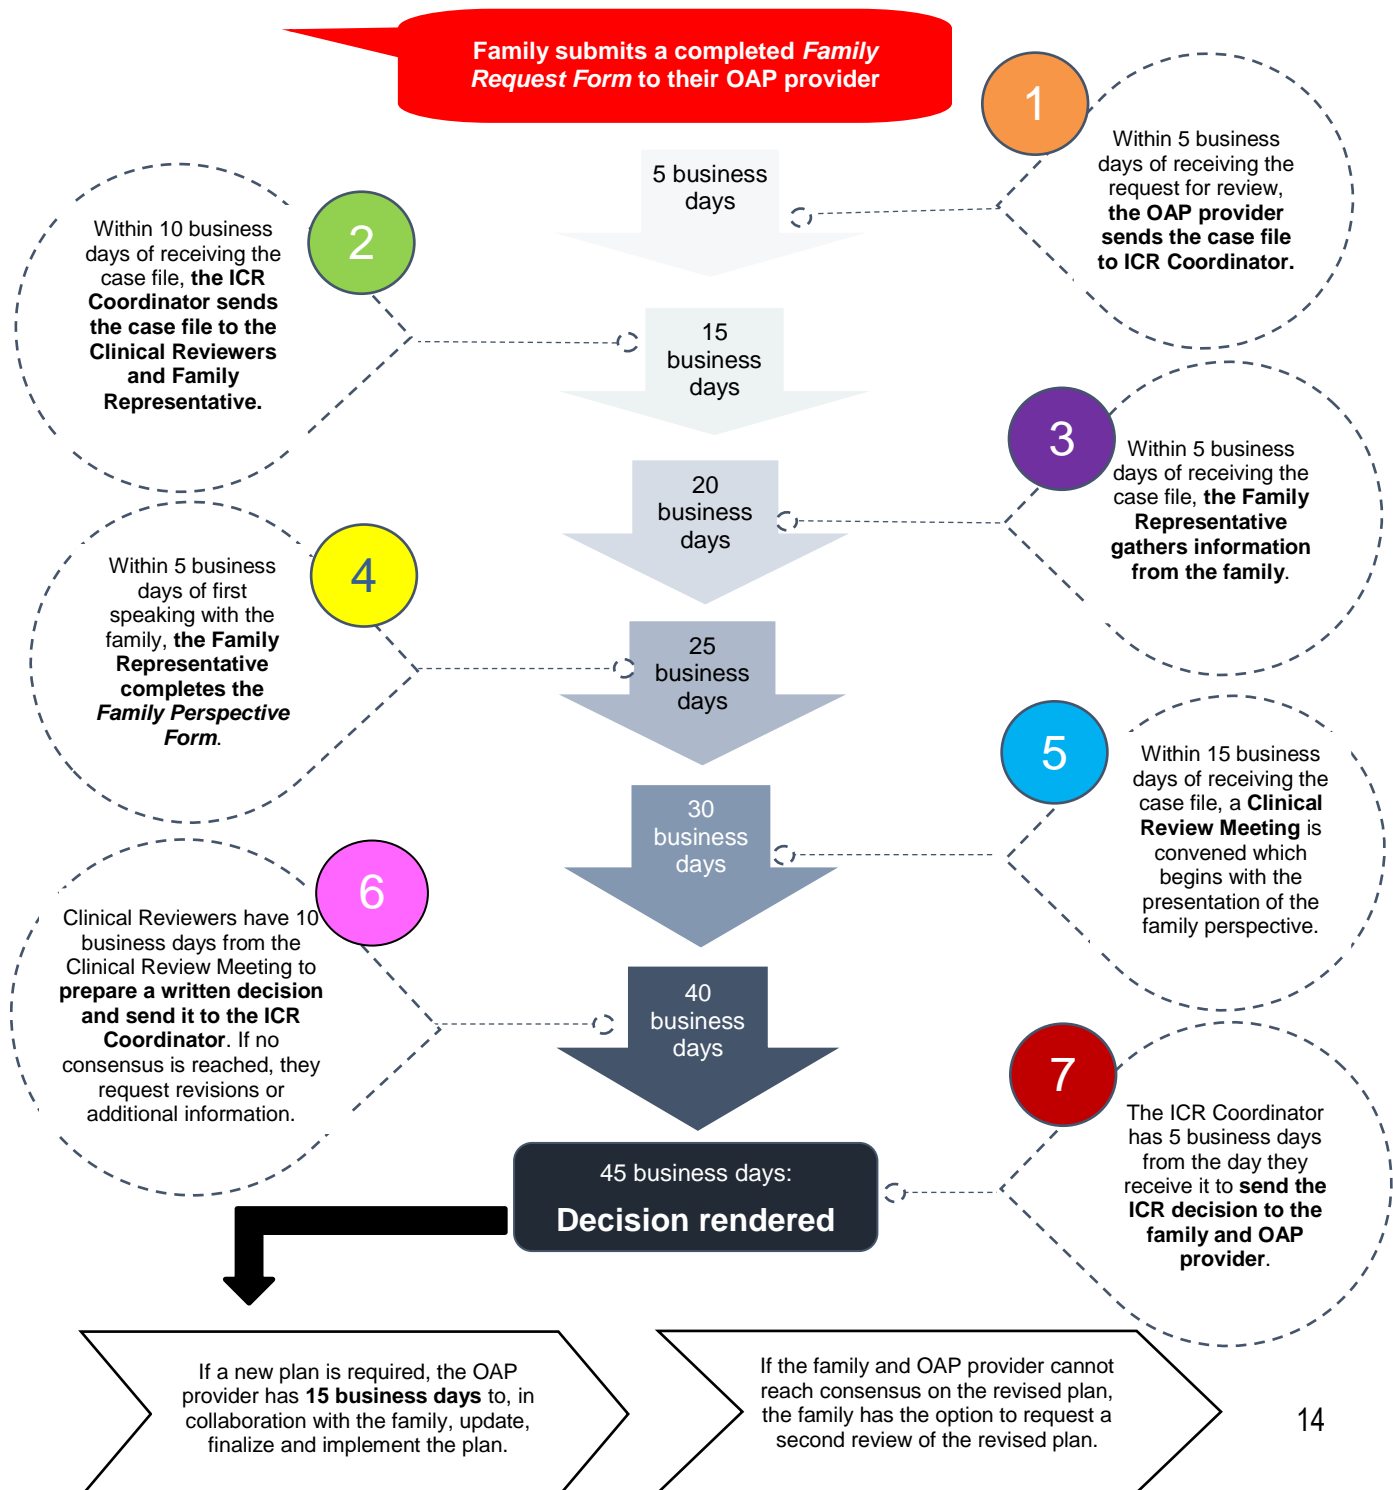 Family submits a completed Family
Request Form to their OAP provider
1
Within 5 business
days of receiving the
request for review,
the OAP provider
sends the case file
to ICR Coordinator.
5 business
days
2
Within 10 business
days of receiving the
case file, the ICR
Coordinator sends
the case file to the
Clinical Reviewers
and Family
Representative.
15
business
days
3
Within 5 business
days of receiving the
case file, the Family
Representative
gathers information
from the family.
20
business
days
4
Within 5 business
days of first
speaking with the
family, the Family
Representative
completes the
Family Perspective
Form.
25
business
days
5
Within 15 business
days of receiving the
case file, a Clinical
Review Meeting is
convened which
begins with the
presentation of the
family perspective.
30
business
days
6
Clinical Reviewers have 10
business days from the
Clinical Review Meeting to
prepare a written decision
and send it to the ICR
Coordinator. If no
consensus is reached, they
request revisions or
additional information.
40
business
days
7
The ICR Coordinator
has 5 business days
from the day they
receive it to send the
ICR decision to the
family and OAP
provider.
45 business days:
Decision rendered
If a new plan is required, the OAP
provider has 15 business days to, in
collaboration with the family, update,
finalize and implement the plan.
If the family and OAP provider cannot
reach consensus on the revised plan,
the family has the option to request a
second review of the revised plan.
14